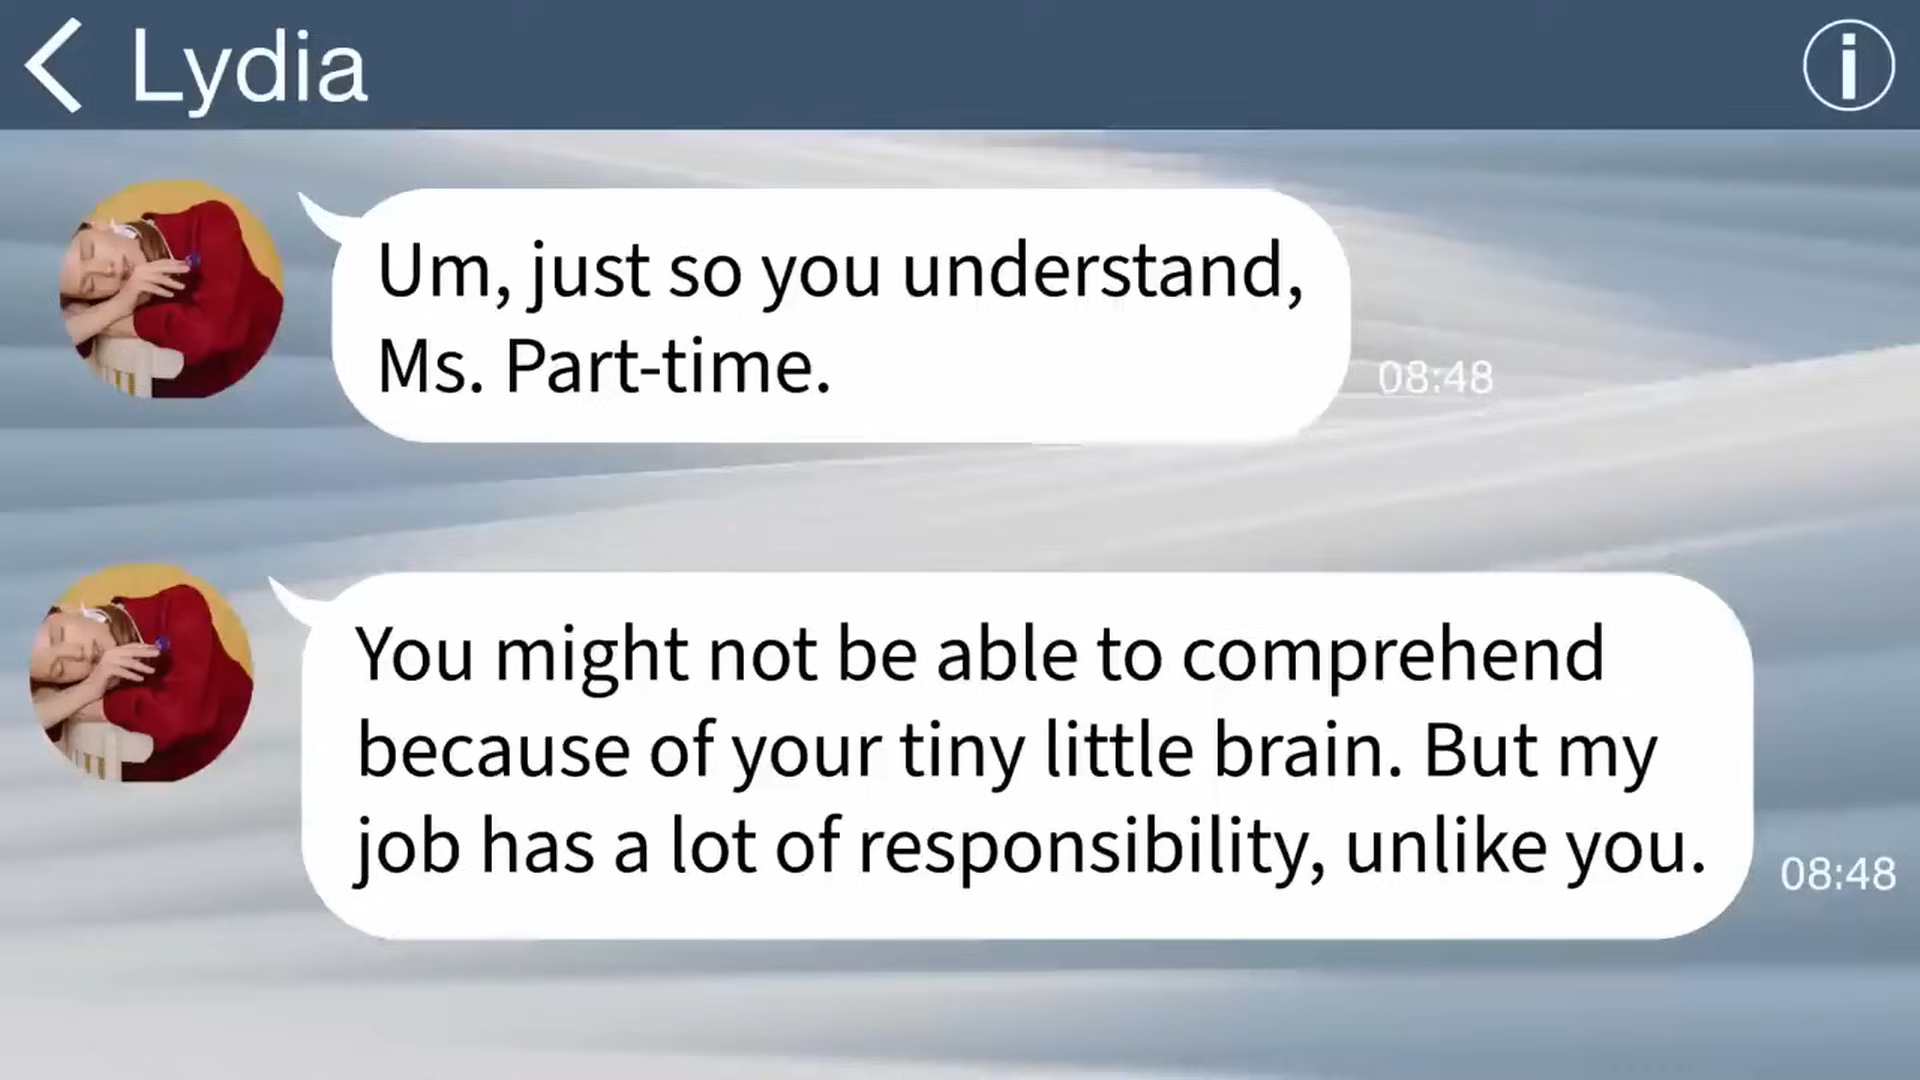 Lydia
Um, just so you understand,
Ms. Part-time.
08:48
You might not be able to comprehend
because of your tiny little brain. But my
job has a lot of responsibility, unlike you.
08:48